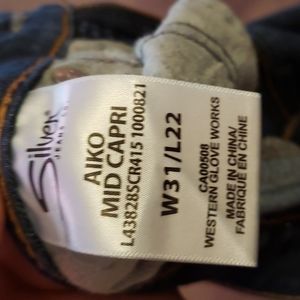 Silver
JEANS CO.
AIKO
MID CAPRI
L43828SCR415 1000821
W31/L22
CA00508
WESTERN GLOVE WORKS
MADE IN CHINA/
FABRIQUÉ EN CHINE